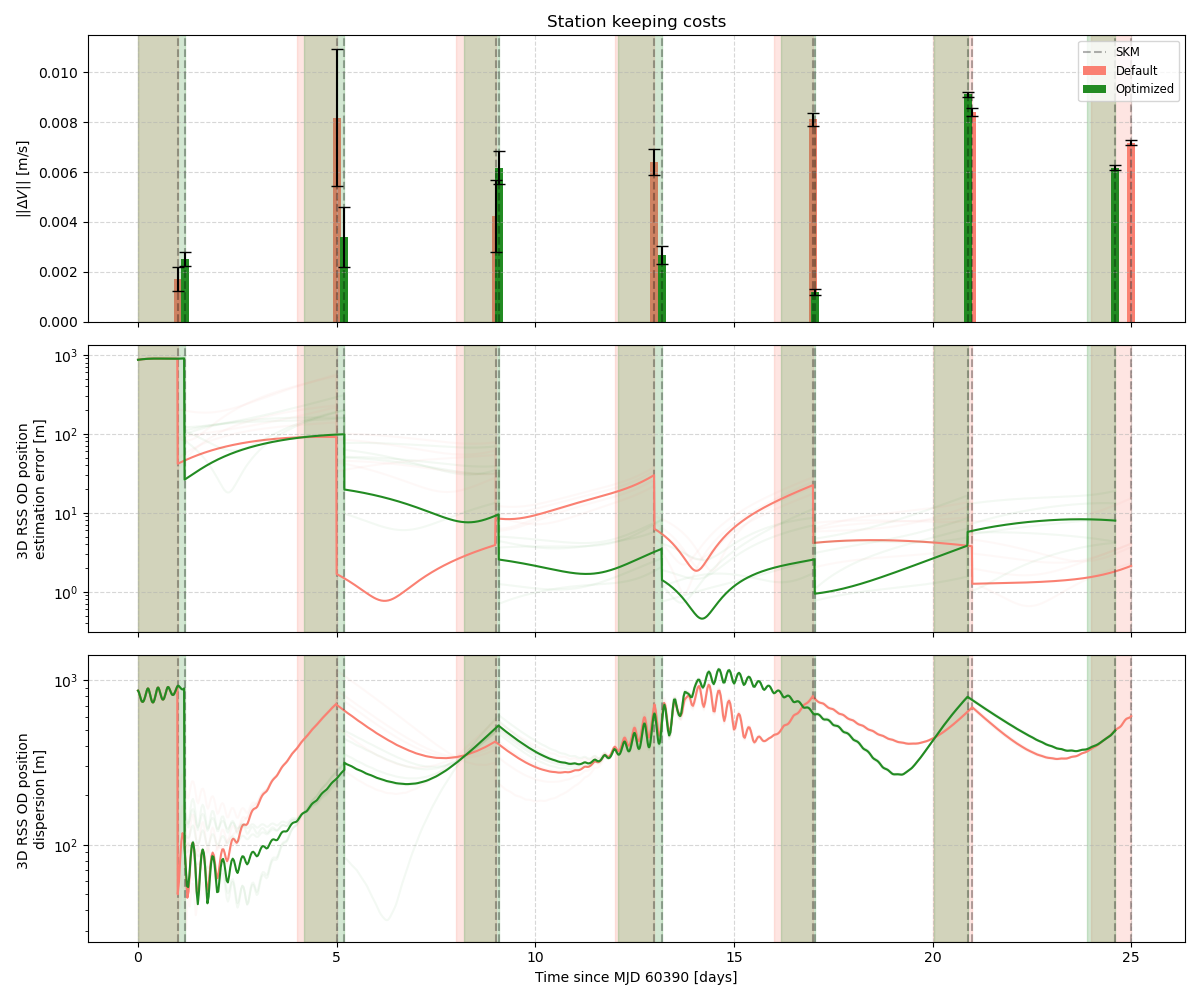 Station keeping costs
||ΔV|| [m/s]
0.010
0.008
0.006
0.004
0.002
0.000
SKM
Default
Optimized
3D RSS OD position
estimation error [m]
10³
10²
10¹
10⁰
3D RSS OD position
dispersion [m]
10³
10²
0 5 10 15 20 25
Time since MJD 60390 [days]